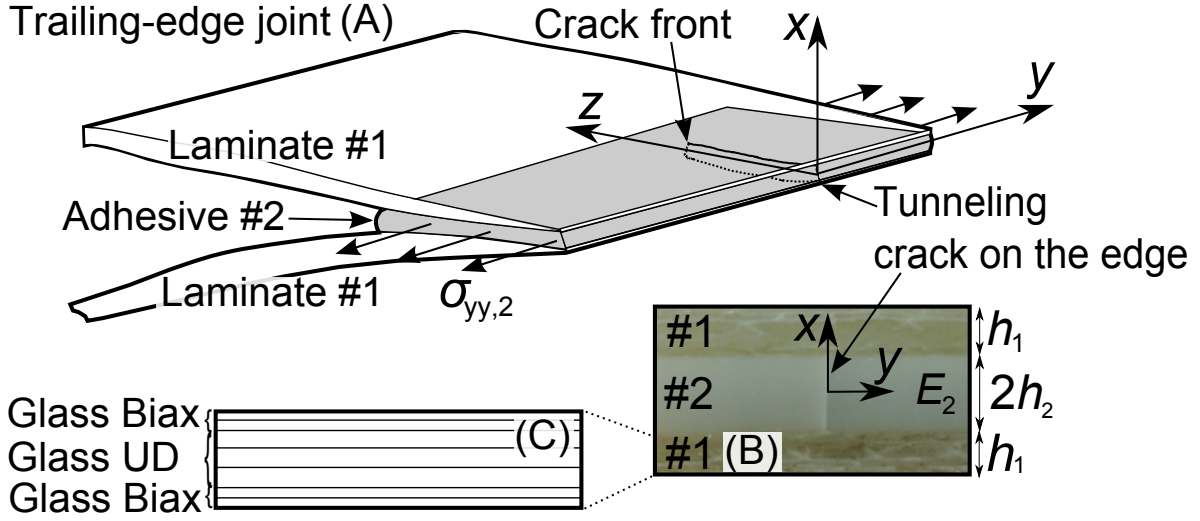 Trailing-edge joint (A)
Crack front
x
y
z
Laminate #1
Adhesive #2
Laminate #1
σyy,2
Tunneling
crack on the edge
#1
x
h1
#2
y
E2
2h2
#1 (B)
h1
Glass Biax
(C)
Glass UD
Glass Biax